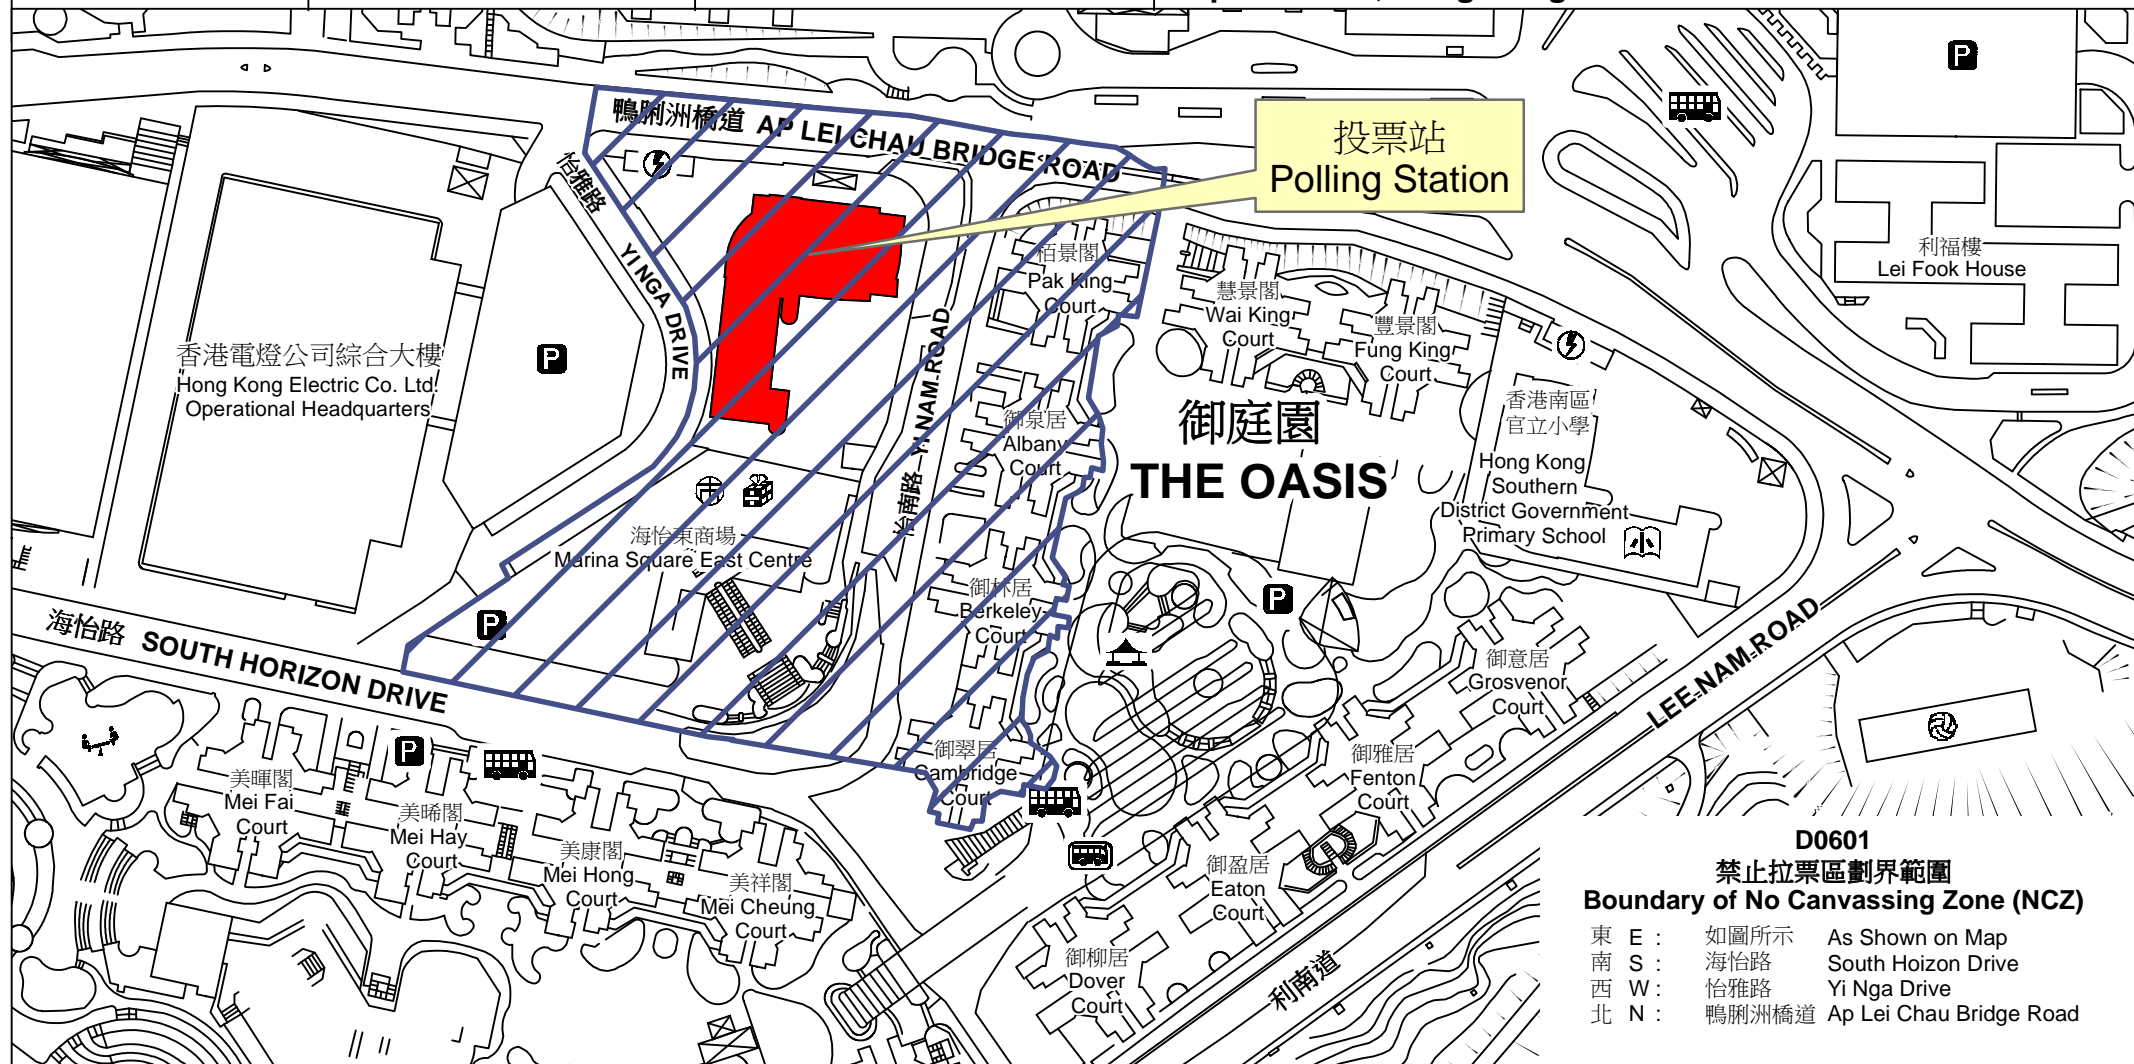 鴨脷洲橋道 AP LEI CHAU BRIDGE ROAD
投票站
Polling Station
怡雅路 YI NGA DRIVE
栢景閣
Pak King
Court
慧景閣
Wai King
Court
豐景閣
Fung King
Court
利福樓
Lei Fook House
香港電燈公司綜合大樓
Hong Kong Electric Co. Ltd.
Operational Headquarters
怡南路 YI NAM ROAD
御泉居
Albany
Court
御庭園
THE OASIS
香港南區
官立小學
Hong Kong
Southern
District Government
Primary School
海怡東商場
Marina Square East Centre
御林居
Berkeley
Court
海怡路 SOUTH HORIZON DRIVE
御意居
Grosvenor
Court
LEE NAM ROAD
利南道
御翠居
Cambridge
Court
御雅居
Fenton
Court
美暉閣
Mei Fai
Court
美晞閣
Mei Hay
Court
美康閣
Mei Hong
Court
美祥閣
Mei Cheung
Court
御盈居
Eaton
Court
御柳居
Dover
Court
P
P
P
P
P
D0601
禁止拉票區劃界範圍
Boundary of No Canvassing Zone (NCZ)
東 E : 如圖所示 As Shown on Map
南 S : 海怡路 South Hoizon Drive
西 W : 怡雅路 Yi Nga Drive
北 N : 鴨脷洲橋道 Ap Lei Chau Bridge Road